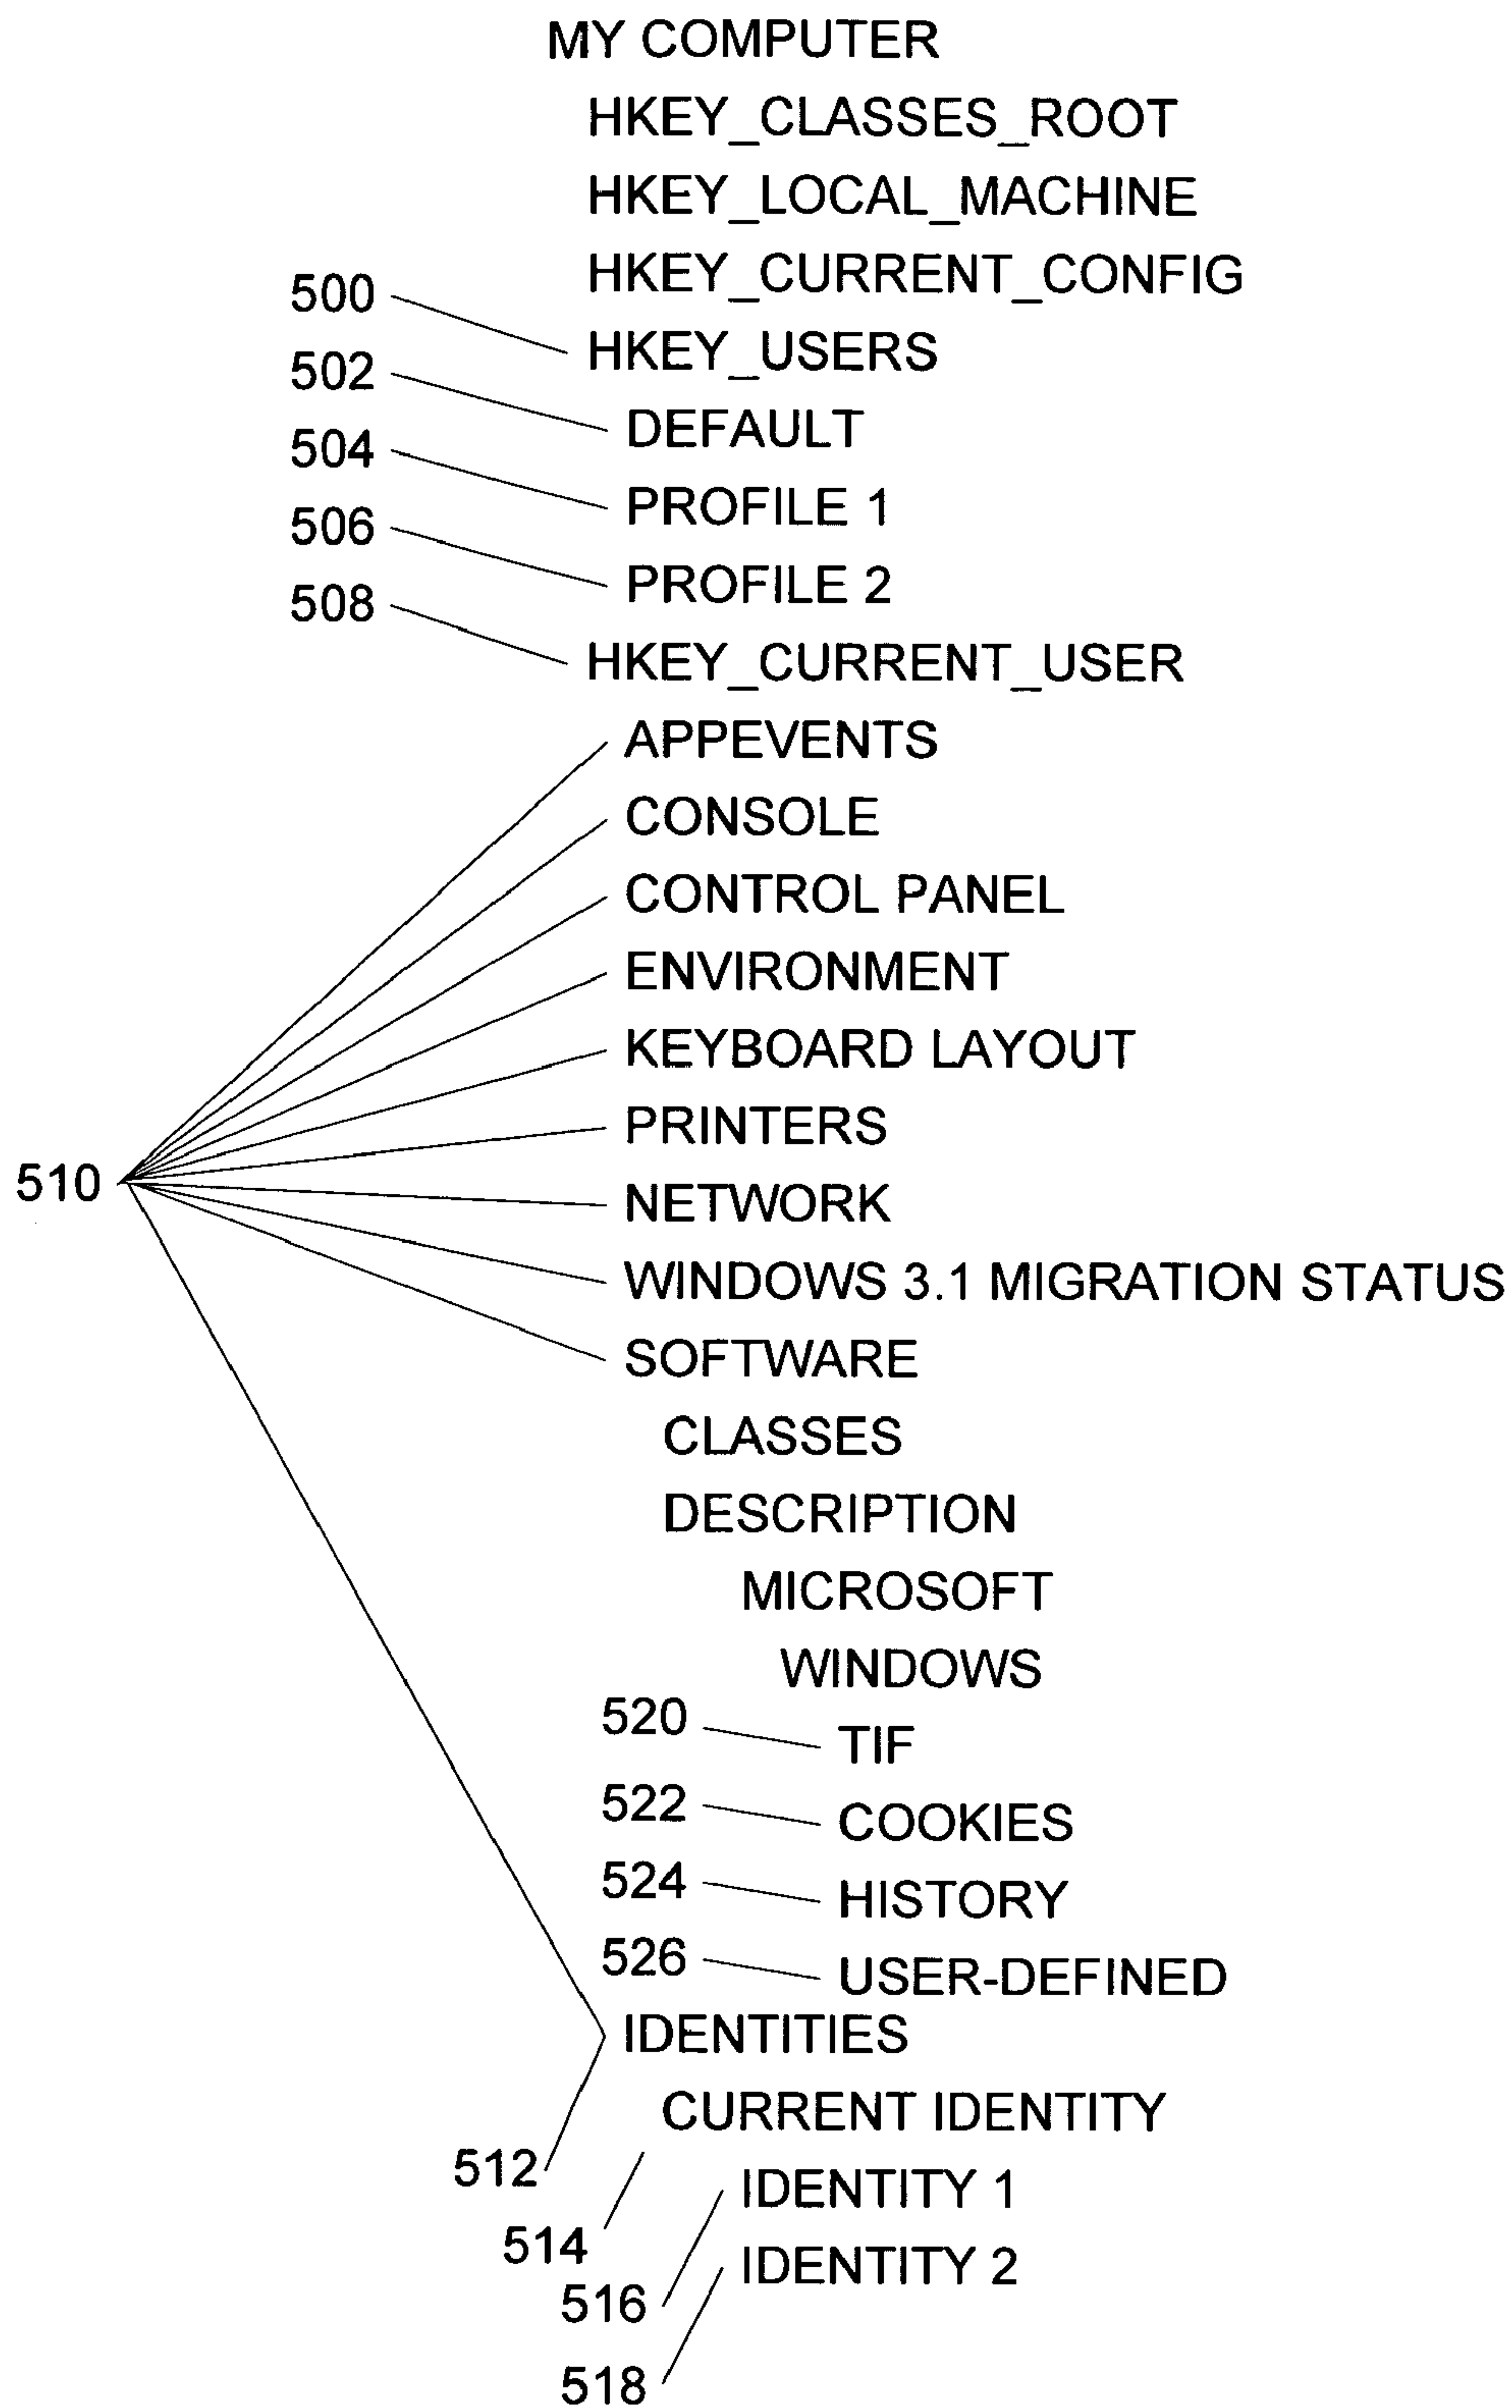 MY COMPUTER
HKEY_CLASSES_ROOT
HKEY_LOCAL_MACHINE
HKEY_CURRENT_CONFIG
500 HKEY_USERS
502 DEFAULT
504 PROFILE 1
506 PROFILE 2
508 HKEY_CURRENT_USER
APPEVENTS
CONSOLE
CONTROL PANEL
ENVIRONMENT
KEYBOARD LAYOUT
PRINTERS
510
NETWORK
WINDOWS 3.1 MIGRATION STATUS
SOFTWARE
CLASSES
DESCRIPTION
MICROSOFT
WINDOWS
520 TIF
522 COOKIES
524 HISTORY
526 USER-DEFINED
IDENTITIES
CURRENT IDENTITY
512
IDENTITY 1
514
IDENTITY 2
516
518